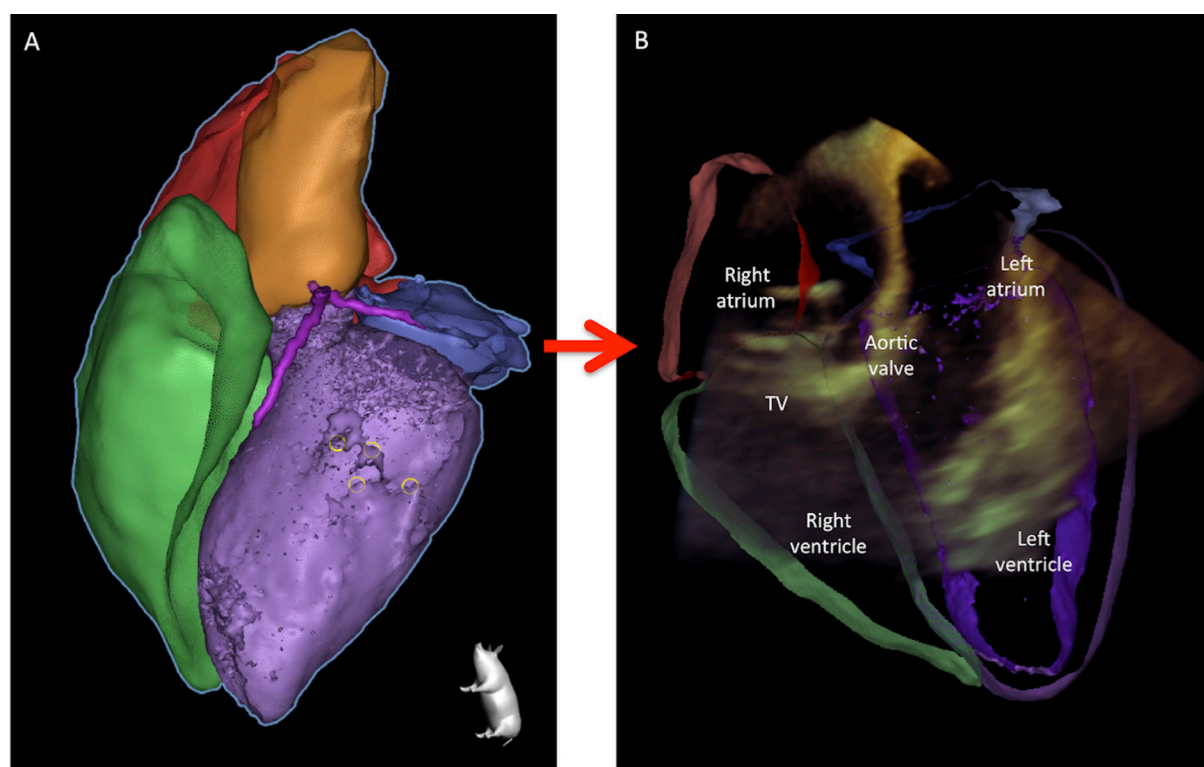 A
B
Right
atrium
Left
atrium
Aortic
valve
TV
Right
ventricle
Left
ventricle